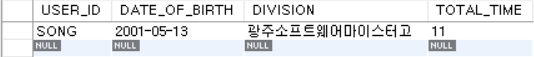 USER_ID DATE_OF_BIRTH DIVISION TOTAL_TIME
SONG 2001-05-13 광주소프트웨어마이스터고 11
NULL NULL NULL NULL